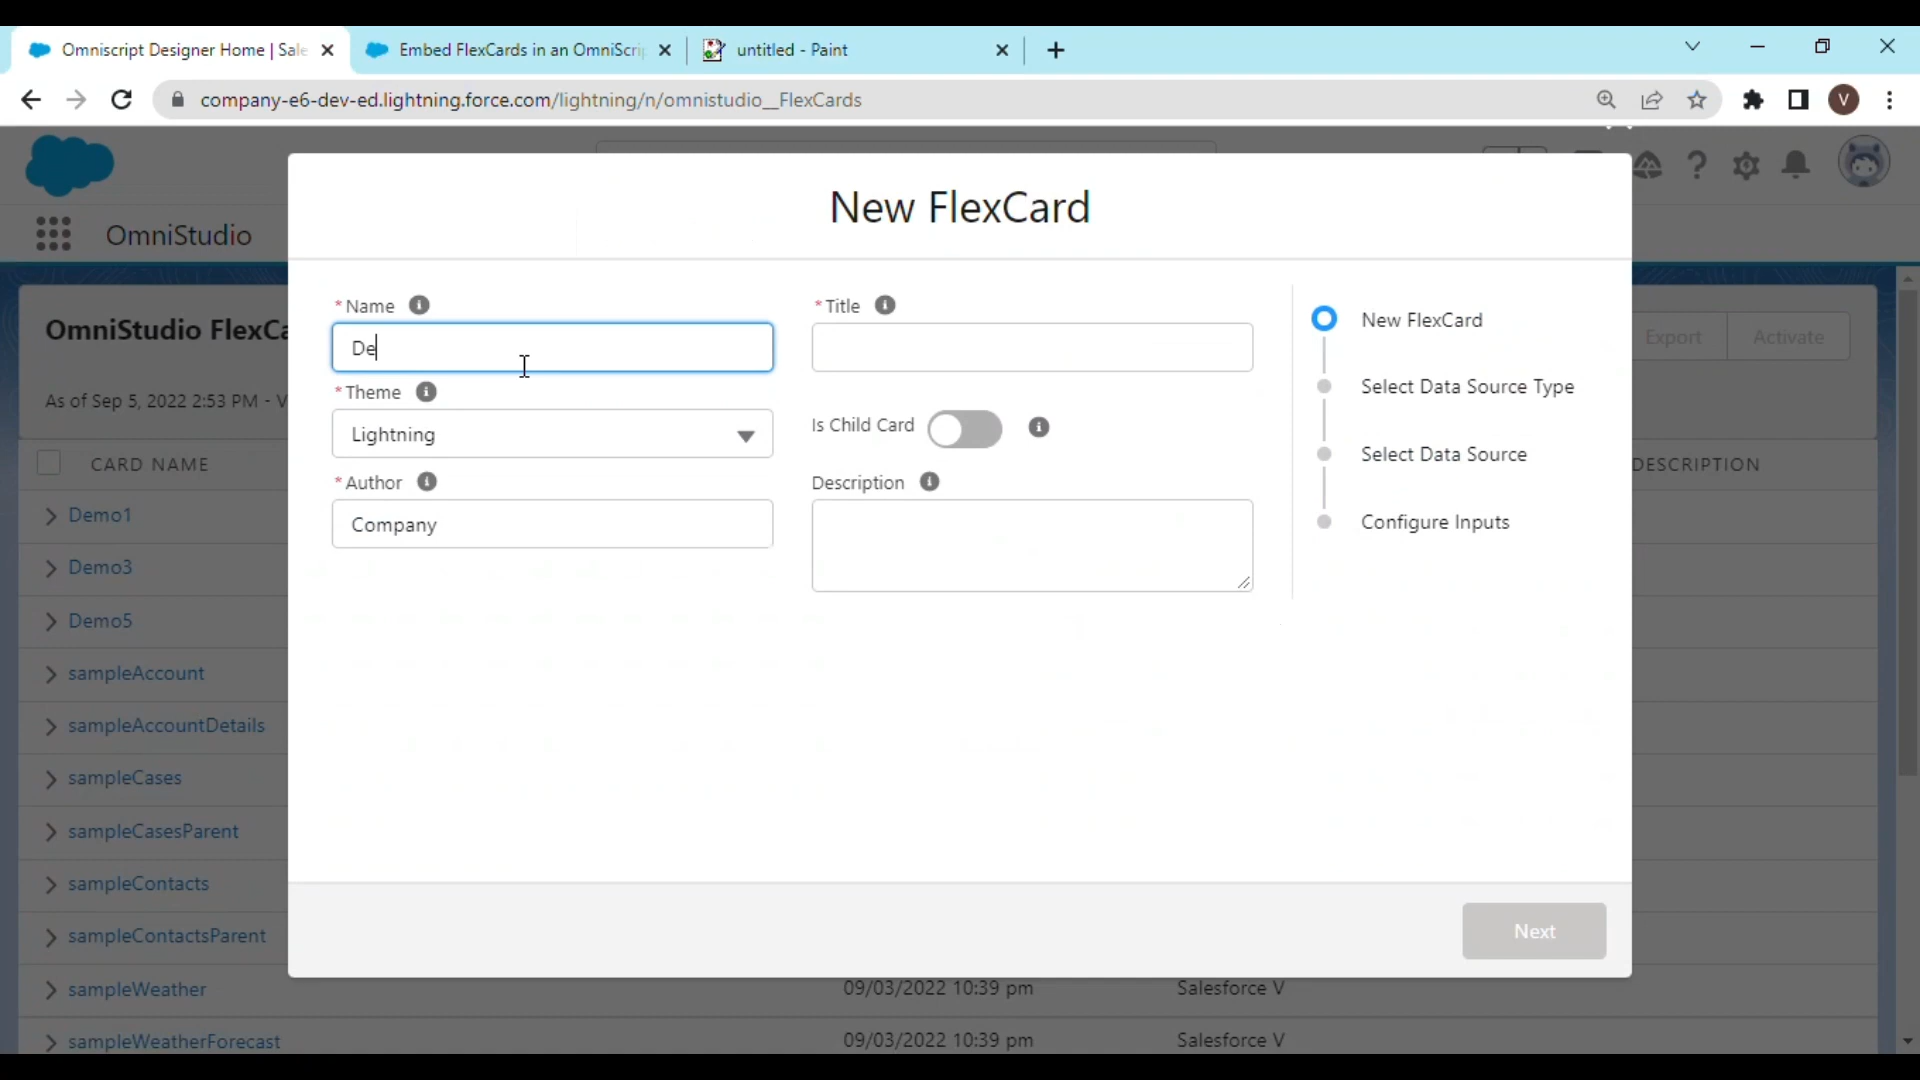 Omniscript Designer Home | Sale
Embed FlexCards in an OmniScri
untitled - Paint
company-e6-dev-ed.lightning.force.com/lightning/n/omnistudio__FlexCards
V
OmniStudio
New FlexCard
OmniStudio FlexCa
Export
Activate
As of Sep 5, 2022 2:53 PM - V
CARD NAME
DESCRIPTION
Demo1
Demo3
Demo5
sampleAccount
sampleAccountDetails
sampleCases
sampleCasesParent
sampleContacts
sampleContactsParent
sampleWeather
09/03/2022 10:39 pm
Salesforce V
sampleWeatherForecast
09/03/2022 10:39 pm
Salesforce V
*Name
De
*Title
*Theme
Lightning
Is Child Card
*Author
Company
Description
New FlexCard
Select Data Source Type
Select Data Source
Configure Inputs
Next